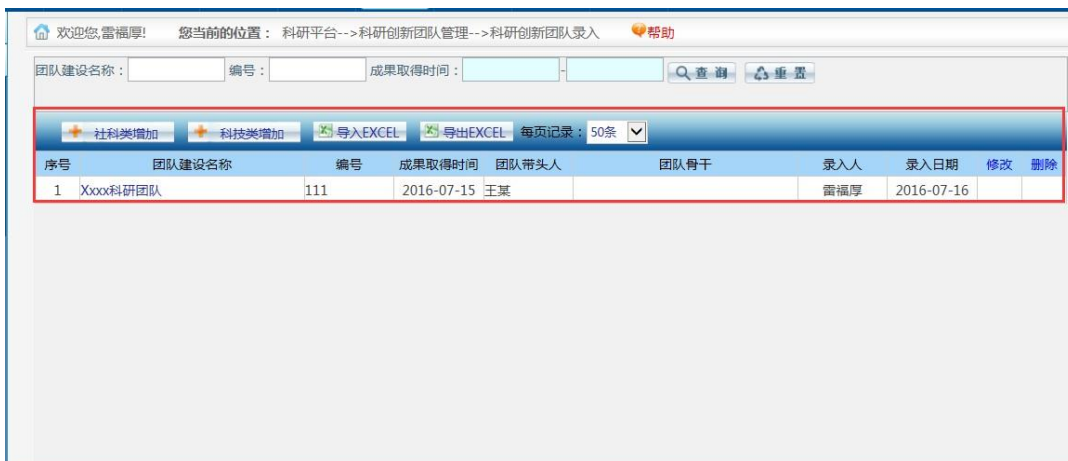 欢迎您,雷福厚! 您当前的位置： 科研平台-->科研创新团队管理-->科研创新团队录入 帮助
团队建设名称： 编号： 成果取得时间： - 查询 重置
社科类增加 科技类增加 导入EXCEL 导出EXCEL 每页记录： 50条
序号 团队建设名称 编号 成果取得时间 团队带头人 团队骨干 录入人 录入日期 修改 删除
1 Xxxx科研团队 111 2016-07-15 王某 雷福厚 2016-07-16